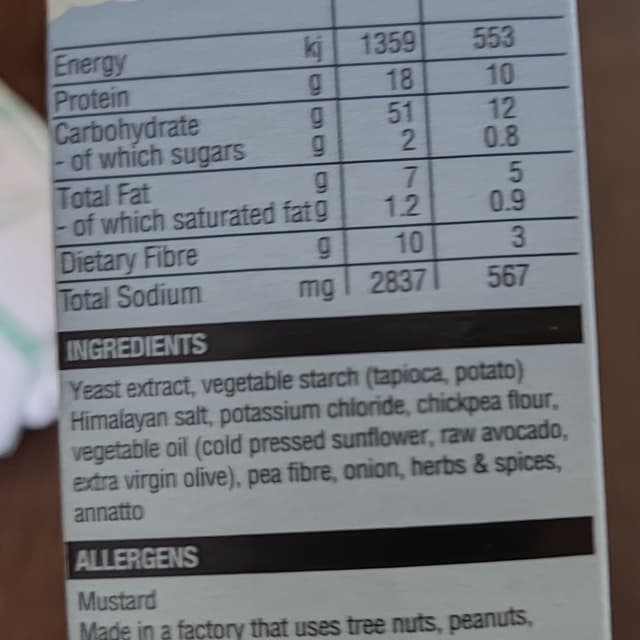 Energy kj 1359 553
Protein g 18 10
Carbohydrate g 51 12
- of which sugars g 2 0.8
Total Fat g 7 5
- of which saturated fat g 1.2 0.9
Dietary Fibre g 10 3
Total Sodium mg 2837 567
INGREDIENTS
Yeast extract, vegetable starch (tapioca, potato)
Himalayan salt, potassium chloride, chickpea flour,
vegetable oil (cold pressed sunflower, raw avocado,
extra virgin olive), pea fibre, onion, herbs & spices,
annatto
ALLERGENS
Mustard
Made in a factory that uses tree nuts, peanuts,